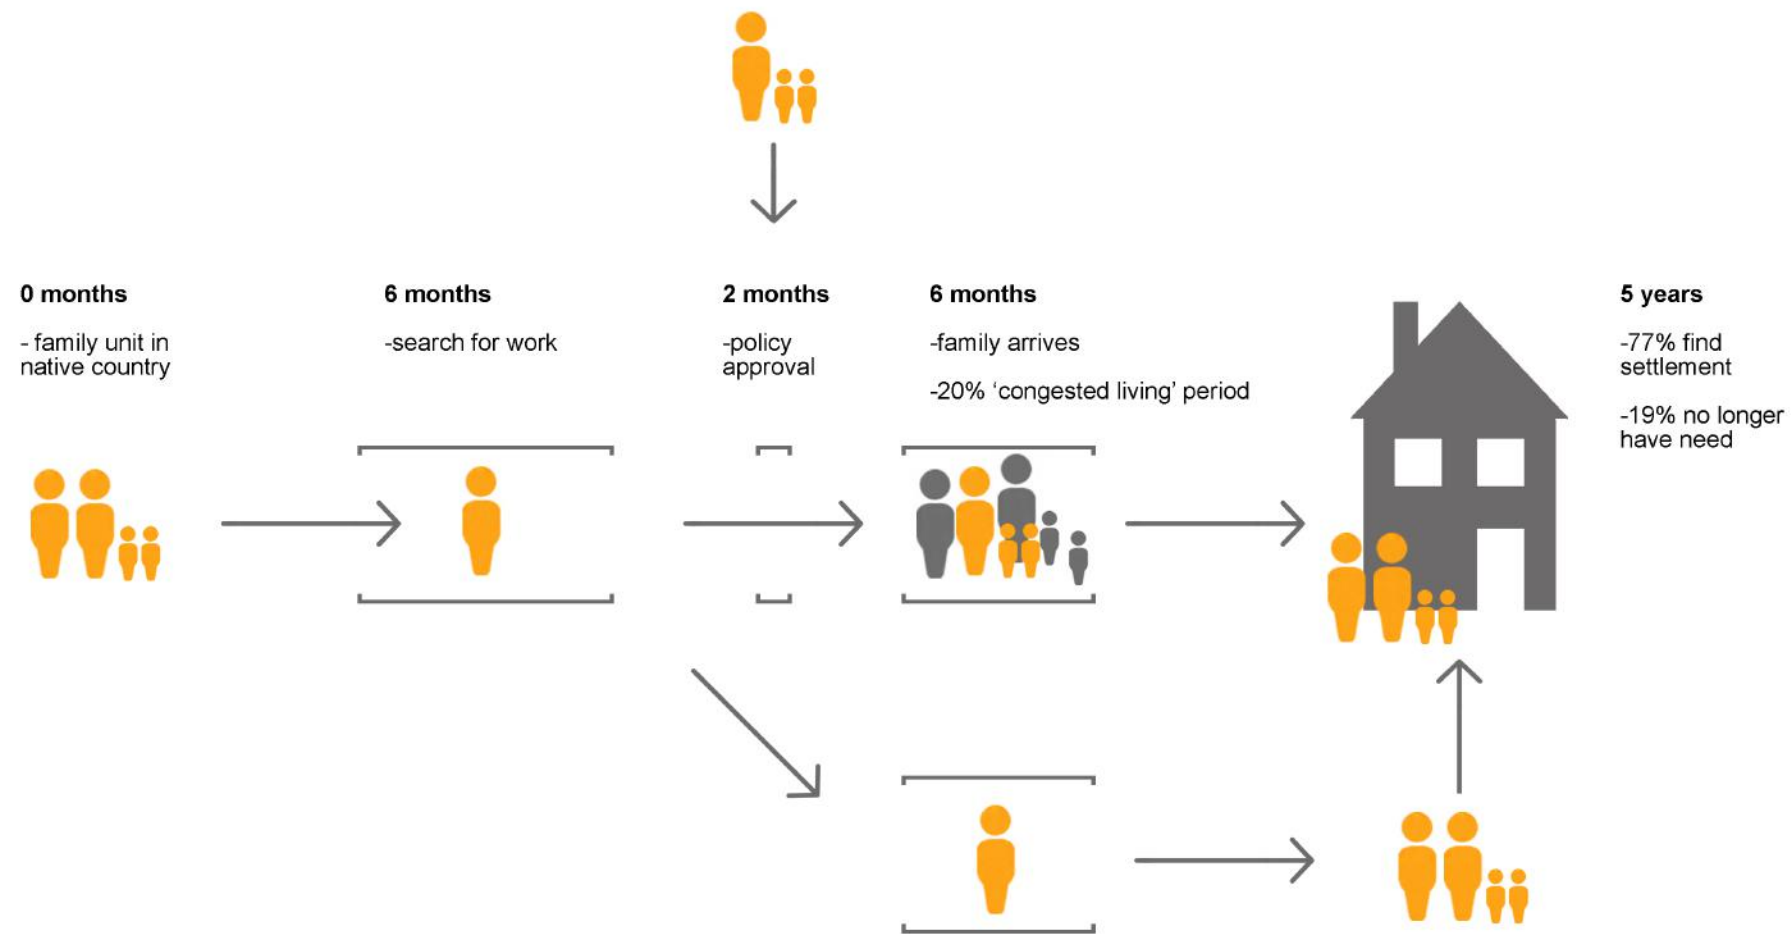 0 months
- family unit in
native country
6 months
-search for work
2 months
-policy
approval
6 months
-family arrives
-20% ‘congested living’ period
5 years
-77% find
settlement
-19% no longer
have need